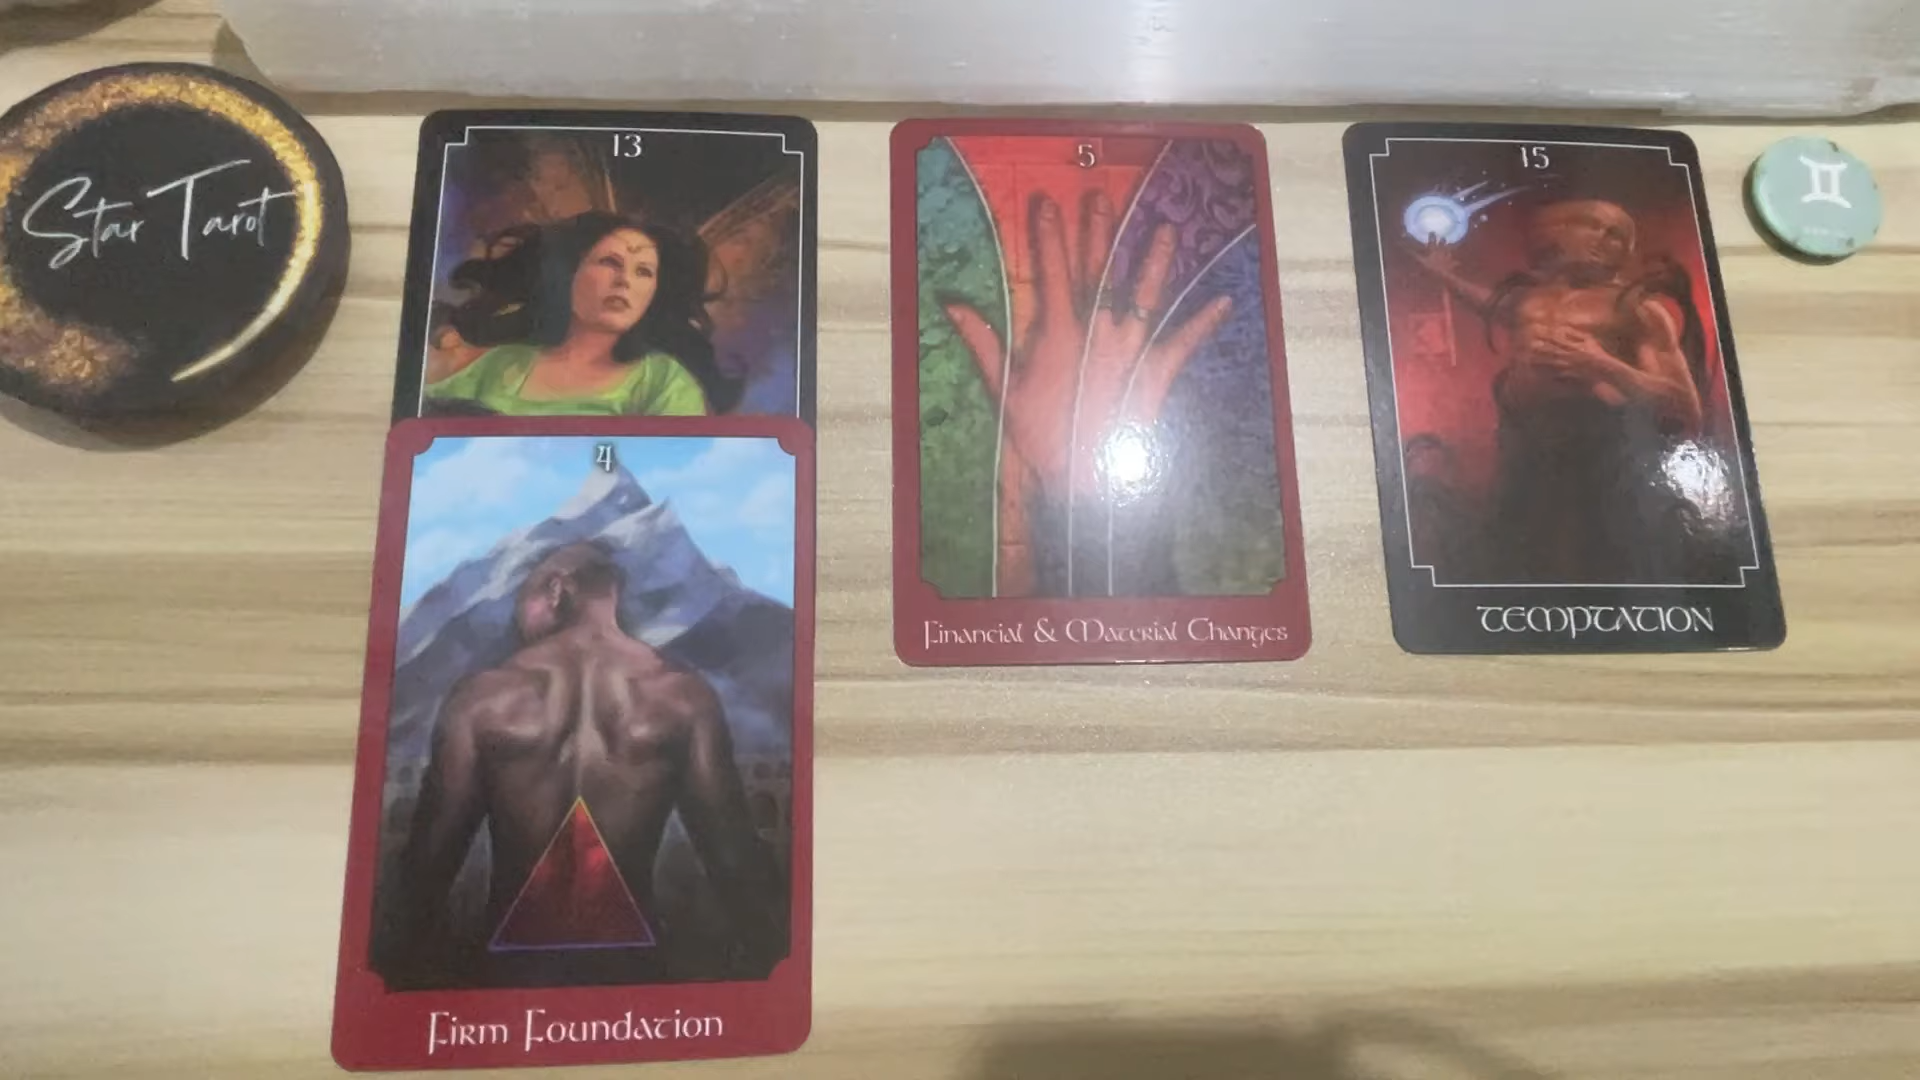 Star Tarot
13
5
15
4
Financial & Material Changes
TEMPTATION
Firm Foundation